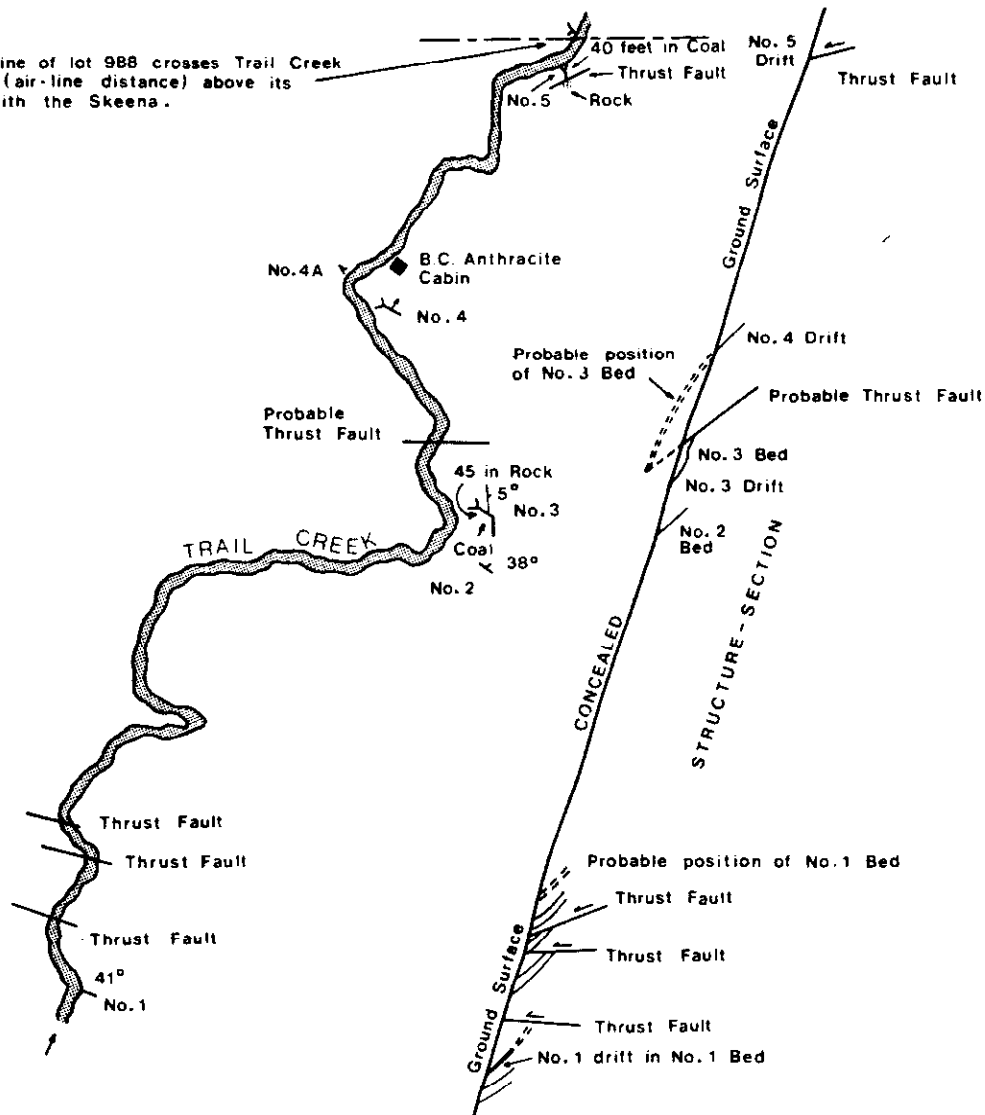 ine of lot 988 crosses Trail Creek
(air-line distance) above its
ith the Skeena.
40 feet in Coal
Thrust Fault
No. 5
Rock
No. 5
Drift
Thrust Fault
Ground Surface
No. 4A
B.C. Anthracite
Cabin
No. 4
No. 4 Drift
Probable position
of No. 3 Bed
Probable Thrust Fault
Probable
Thrust Fault
No. 3 Bed
No. 3 Drift
45 in Rock
5°
No. 3
Coal
38°
No. 2
No. 2
Bed
TRAIL CREEK
CONCEALED
STRUCTURE-SECTION
Thrust Fault
Thrust Fault
Thrust Fault
41°
No. 1
Probable position of No. 1 Bed
Thrust Fault
Thrust Fault
Ground Surface
Thrust Fault
No. 1 drift in No. 1 Bed